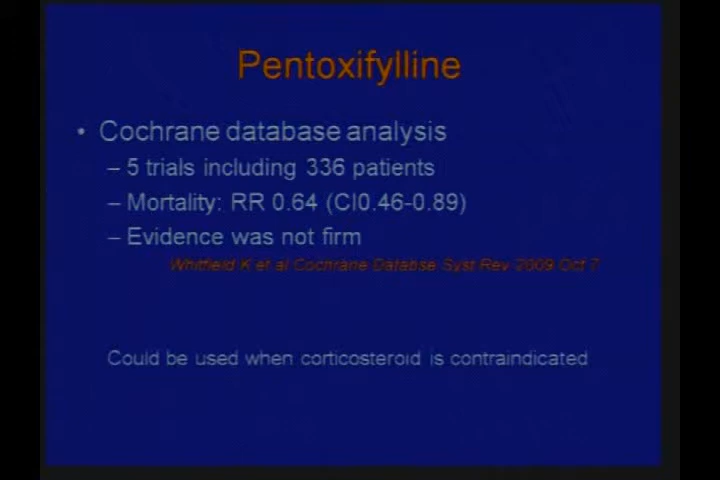 Pentoxifylline
• Cochrane database analysis
– 5 trials including 336 patients
– Mortality: RR 0.64 (CI0.46-0.89)
– Evidence was not firm
Whitfield K et al Cochrane Databse Syst Rev 2009 Oct 7
Could be used when corticosteroid is contraindicated